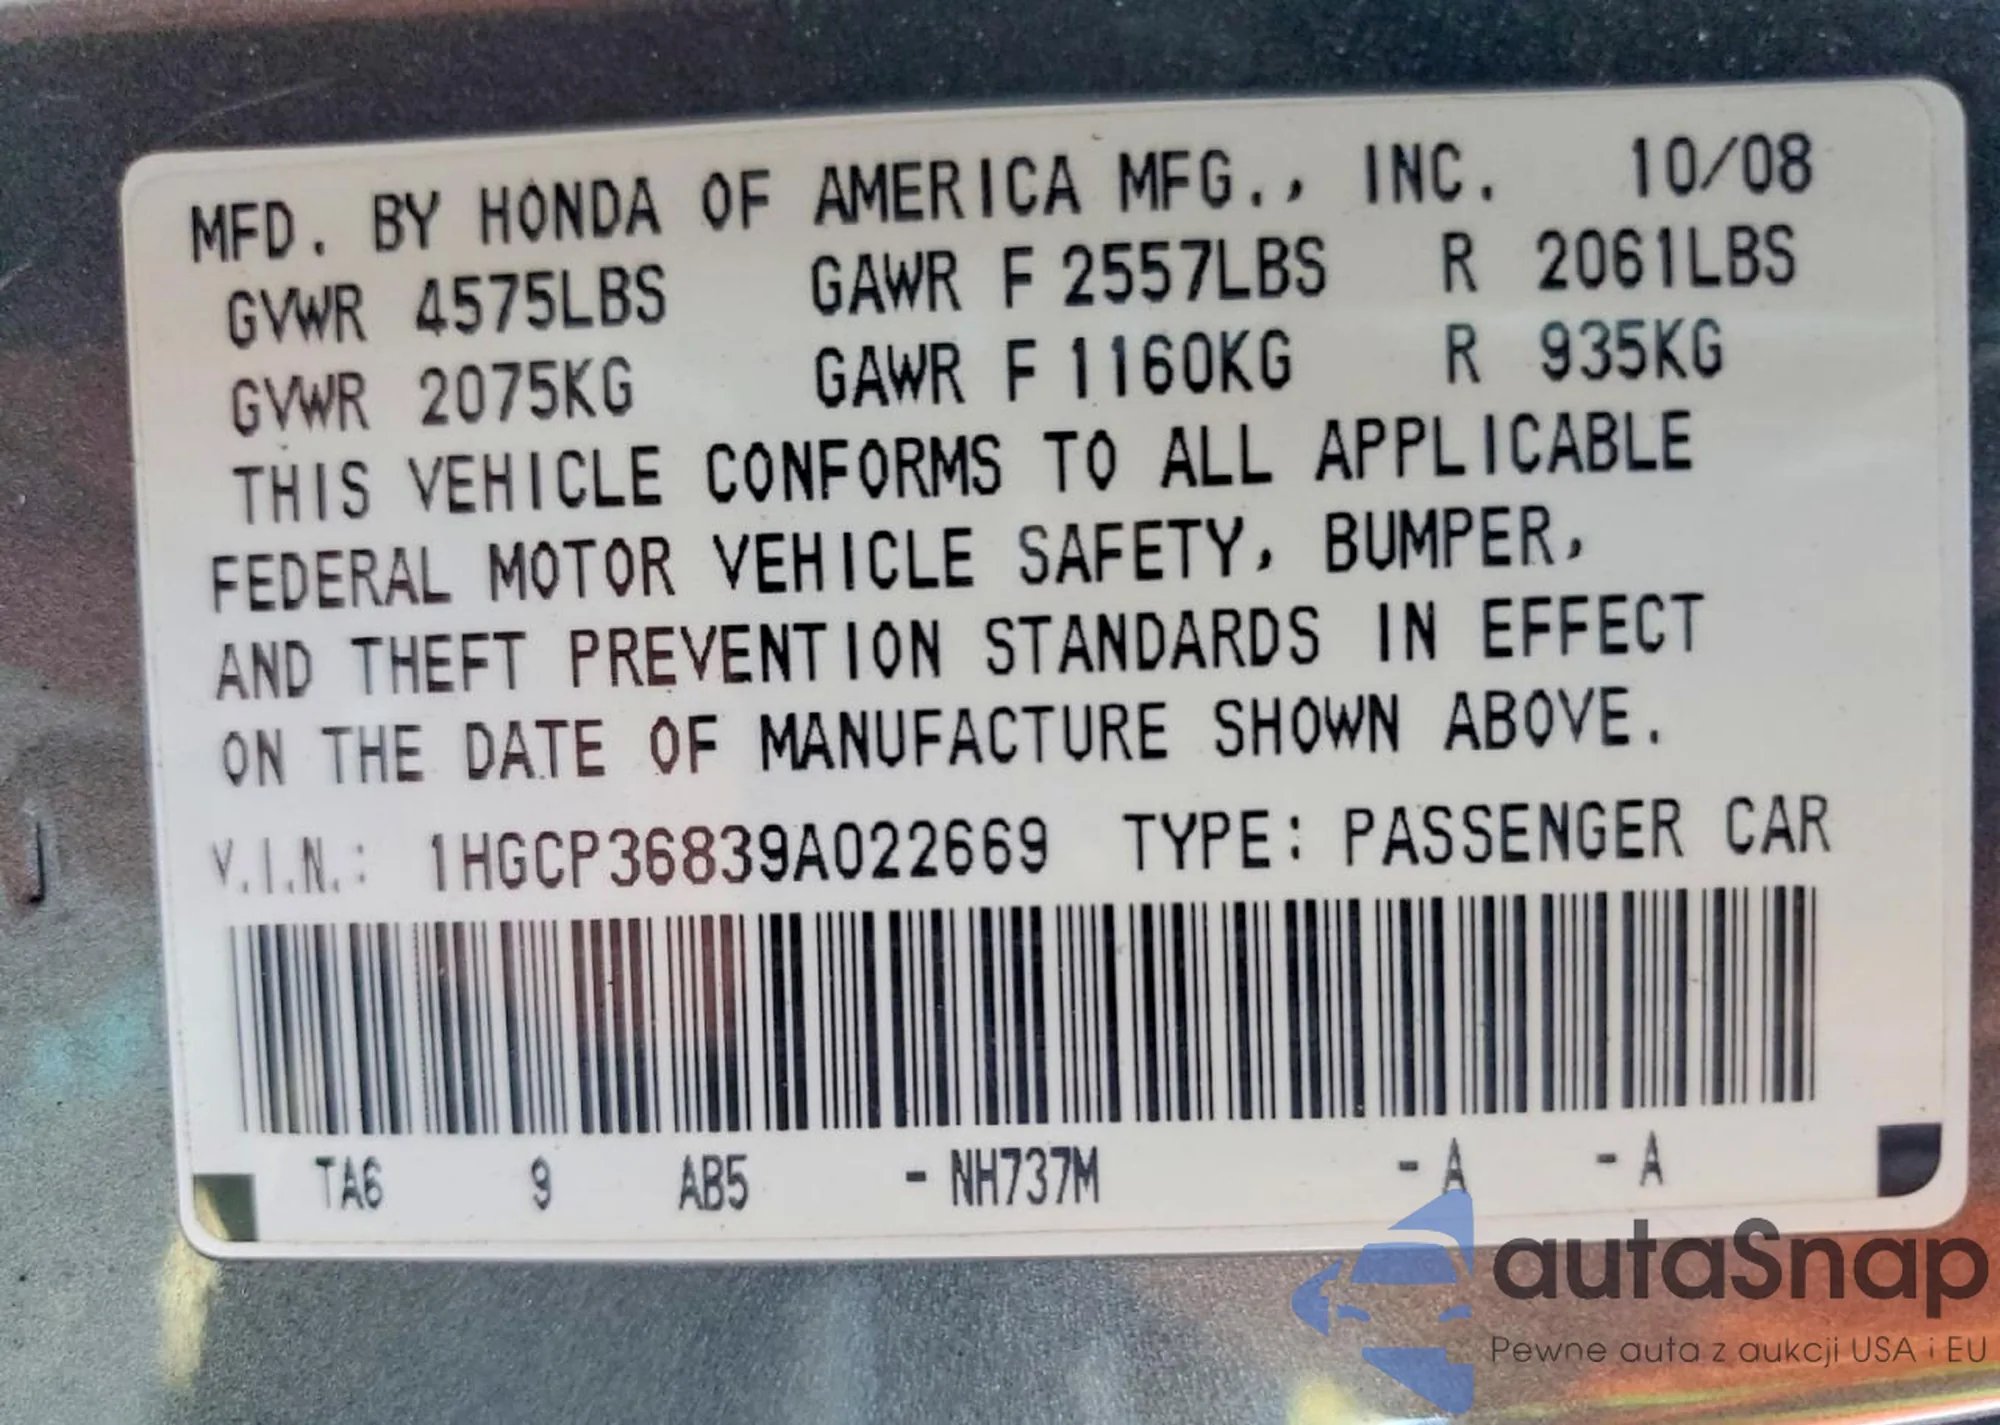 MFD. BY HONDA OF AMERICA MFG., INC. 10/08
GVWR 4575LBS GAWR F 2557LBS R 2061LBS
GVWR 2075KG GAWR F 1160KG R 935KG
THIS VEHICLE CONFORMS TO ALL APPLICABLE
FEDERAL MOTOR VEHICLE SAFETY, BUMPER,
AND THEFT PREVENTION STANDARDS IN EFFECT
ON THE DATE OF MANUFACTURE SHOWN ABOVE.
V.I.N.: 1HGCP36839A022669 TYPE: PASSENGER CAR
TA6 9 AB5 - NH737M - A - A
autaSnap
Pewne auta z aukcji USA i EU